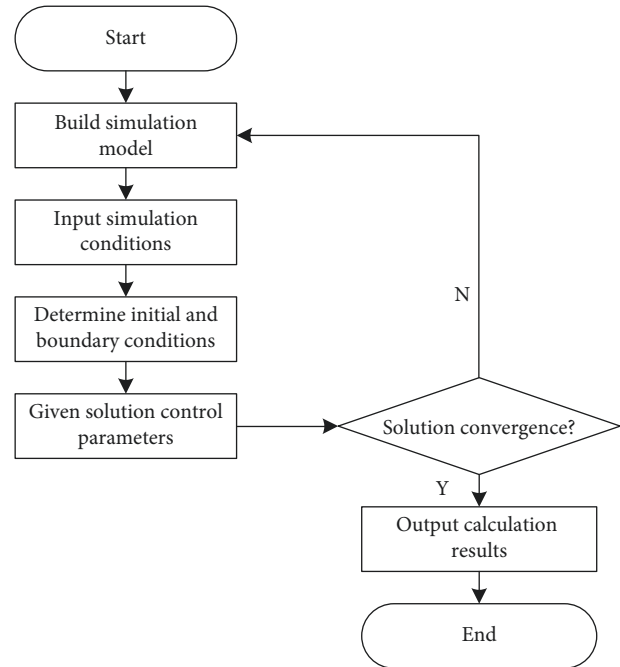 Start
Build simulation
model
Input simulation
conditions
Determine initial and
boundary conditions
Given solution control
parameters
N
Solution convergence?
Y
Output calculation
results
End